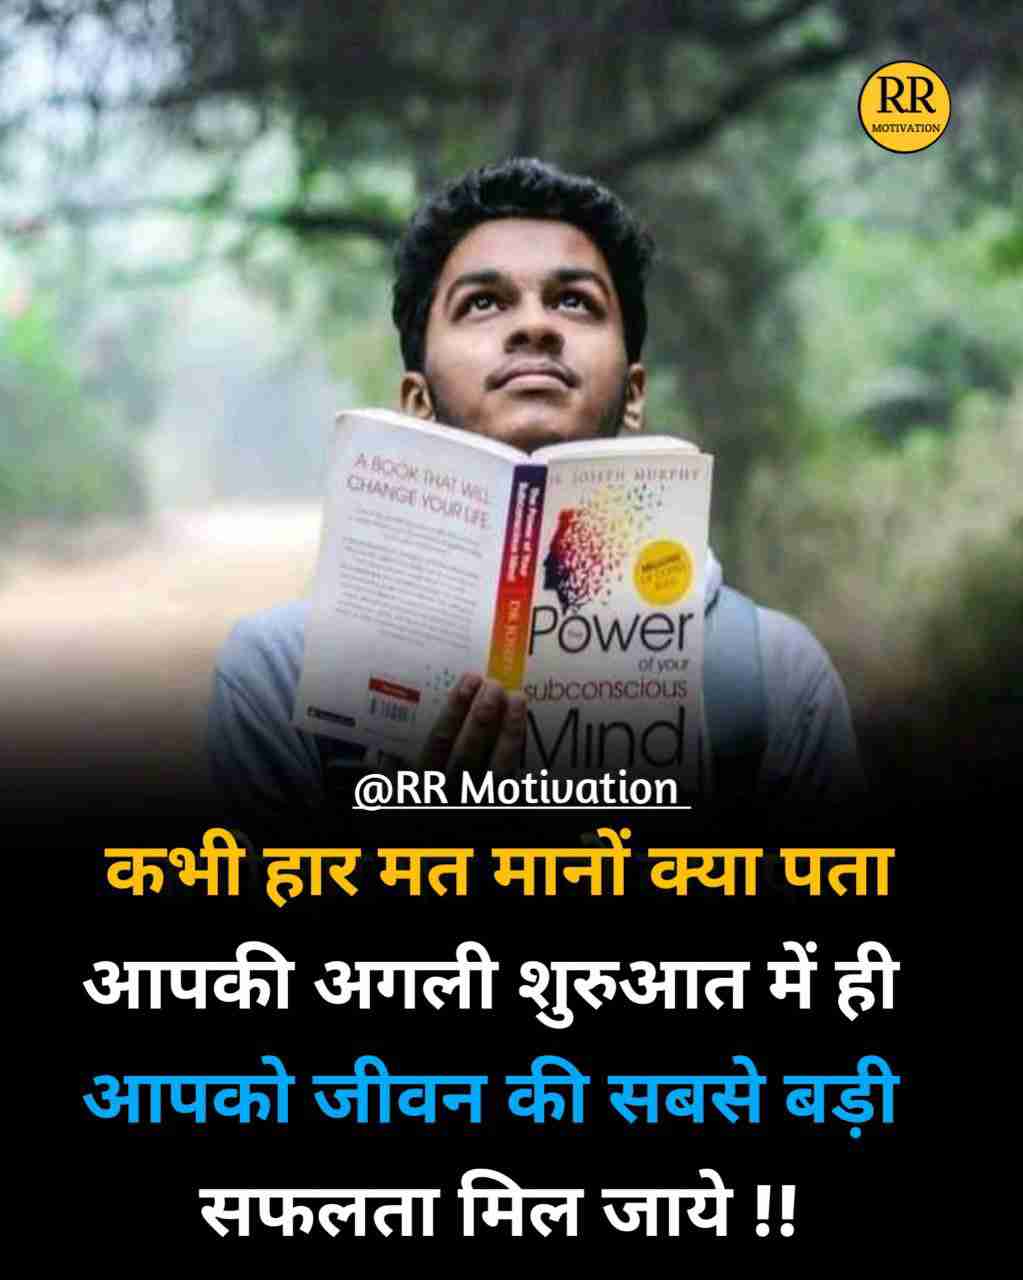 RR
MOTIVATION
A BOOK THAT WILL
CHANGE YOUR LIFE
JOSEPH MURPHY
The
Power
of your
subconscious
Mind
@RR Motivation
कभी हार मत मानों क्या पता
आपकी अगली शुरुआत में ही
आपको जीवन की सबसे बड़ी
सफलता मिल जाये !!